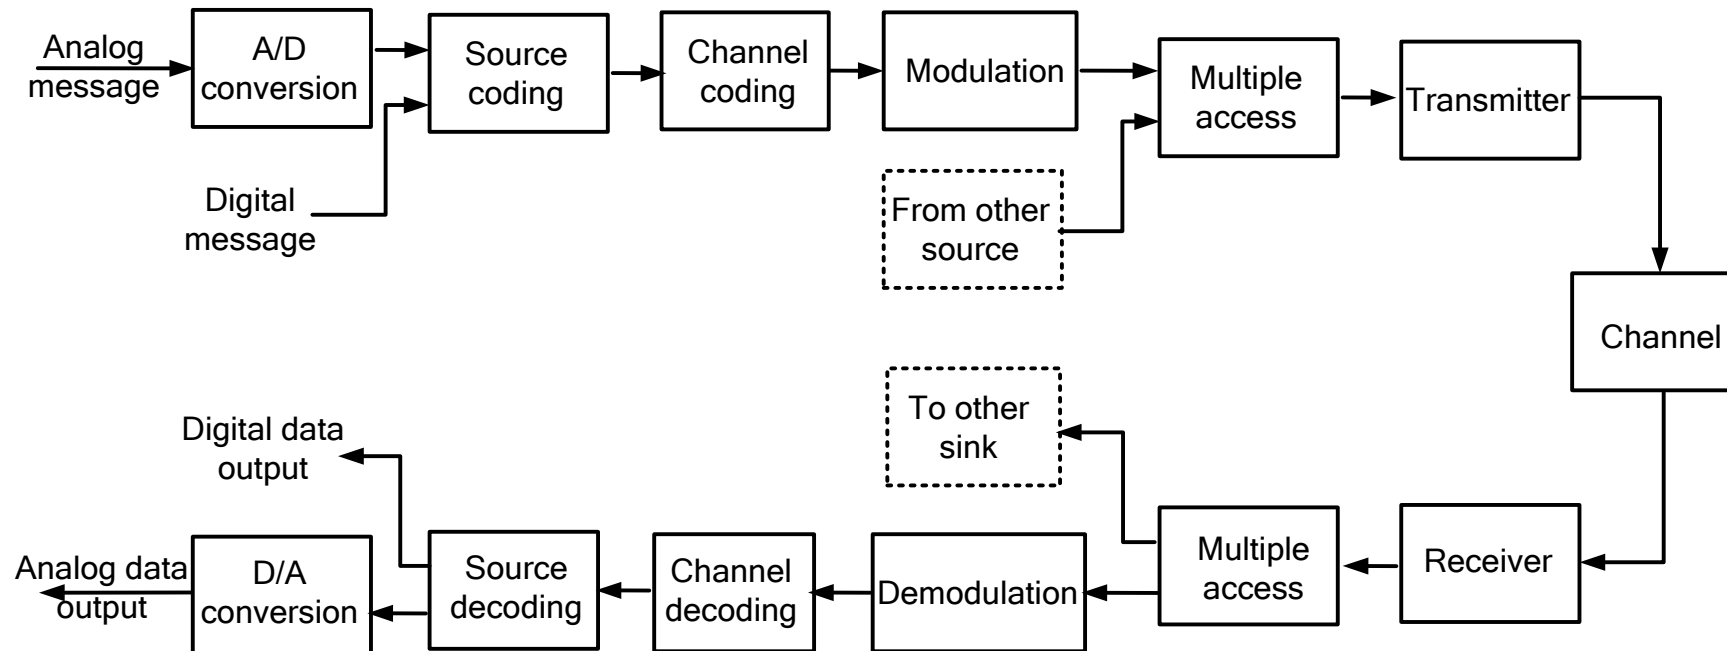 Analog
message
A/D
conversion
Source
coding
Channel
coding
Modulation
Multiple
access
Transmitter
Digital
message
From other
source
Channel
To other
sink
Digital data
output
Analog data
output
D/A
conversion
Source
decoding
Channel
decoding
Demodulation
Multiple
access
Receiver